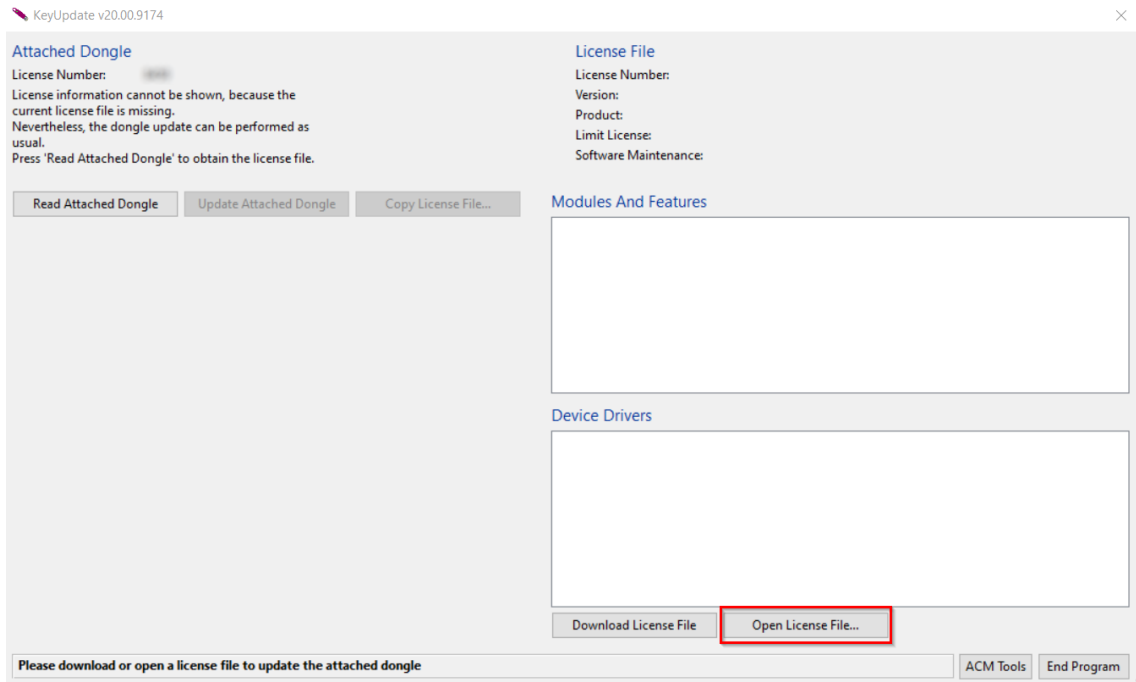 KeyUpdate v20.00.9174
Attached Dongle
License Number:
License information cannot be shown, because the
current license file is missing.
Nevertheless, the dongle update can be performed as
usual.
Press 'Read Attached Dongle' to obtain the license file.
Read Attached Dongle
Update Attached Dongle
Copy License File...
License File
License Number:
Version:
Product:
Limit License:
Software Maintenance:
Modules And Features
Device Drivers
Download License File
Open License File...
Please download or open a license file to update the attached dongle
ACM Tools
End Program